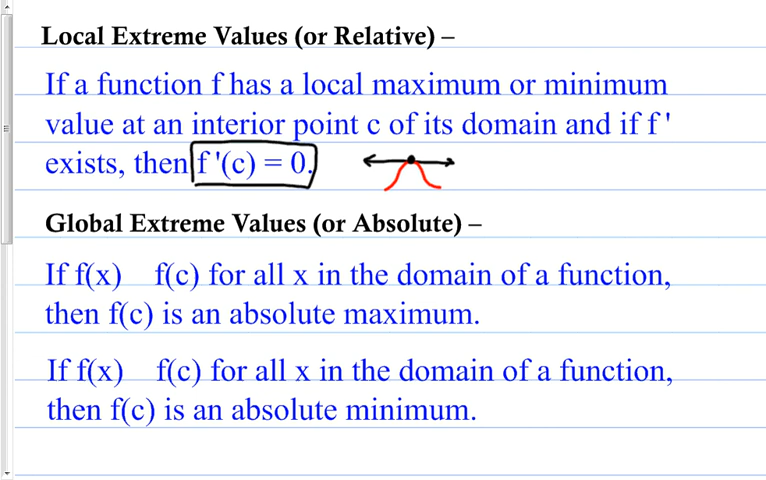 Local Extreme Values (or Relative) –
If a function f has a local maximum or minimum
value at an interior point c of its domain and if f '
exists, then f '(c) = 0.
Global Extreme Values (or Absolute) –
If f(x) f(c) for all x in the domain of a function,
then f(c) is an absolute maximum.
If f(x) f(c) for all x in the domain of a function,
then f(c) is an absolute minimum.